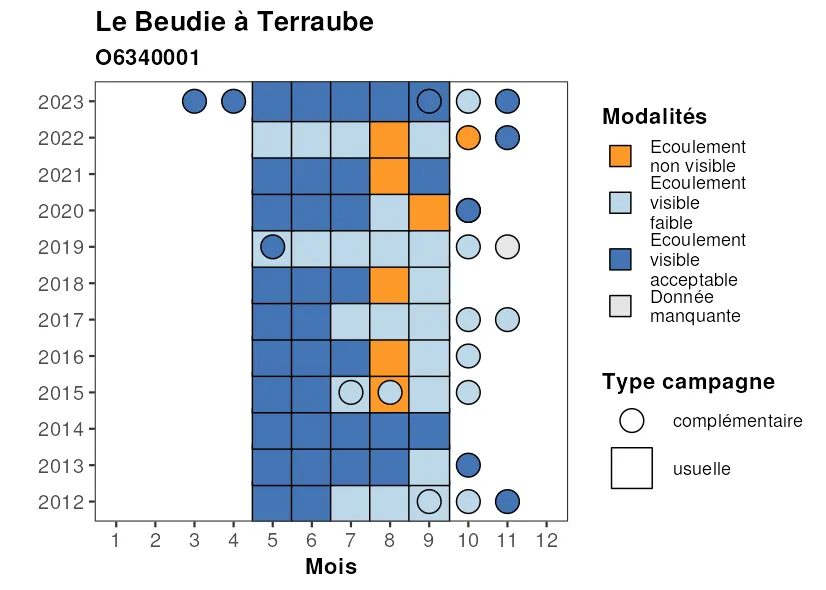 Le Beudie à Terraube
O6340001
2023
2022
2021
2020
2019
2018
2017
2016
2015
2014
2013
2012
1 2 3 4 5 6 7 8 9 10 11 12
Mois
Modalités
Ecoulement
non visible
Ecoulement
visible
faible
Ecoulement
visible
acceptable
Donnée
manquante
Type campagne
complémentaire
usuelle